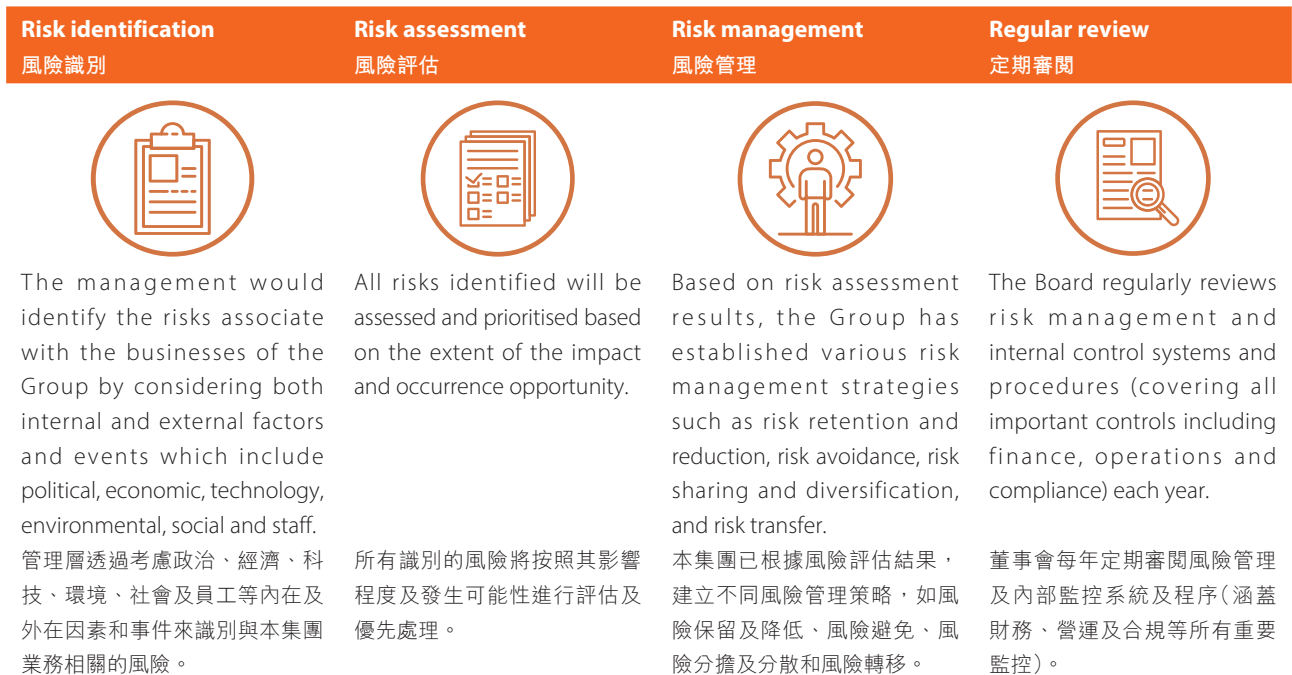 Risk identification
風險識別
Risk assessment
風險評估
Risk management
風險管理
Regular review
定期審閱
The management would
identify the risks associate
with the businesses of the
Group by considering both
internal and external factors
and events which include
political, economic, technology,
environmental, social and staff.
管理層透過考慮政治、經濟、科
技、環境、社會及員工等內在及
外在因素和事件來識別與本集團
業務相關的風險。
All risks identified will be
assessed and prioritised based
on the extent of the impact
and occurrence opportunity.
所有識別的風險將按照其影響
程度及發生可能性進行評估及
優先處理。
Based on risk assessment
results, the Group has
established various risk
management strategies
such as risk retention and
reduction, risk avoidance, risk
sharing and diversification,
and risk transfer.
本集團已根據風險評估結果，
建立不同風險管理策略，如風
險保留及降低、風險避免、風
險分擔及分散和風險轉移。
The Board regularly reviews
risk management and
internal control systems and
procedures (covering all
important controls including
finance, operations and
compliance) each year.
董事會每年定期審閱風險管理
及內部監控系統及程序（涵蓋
財務、營運及合規等所有重要
監控）。